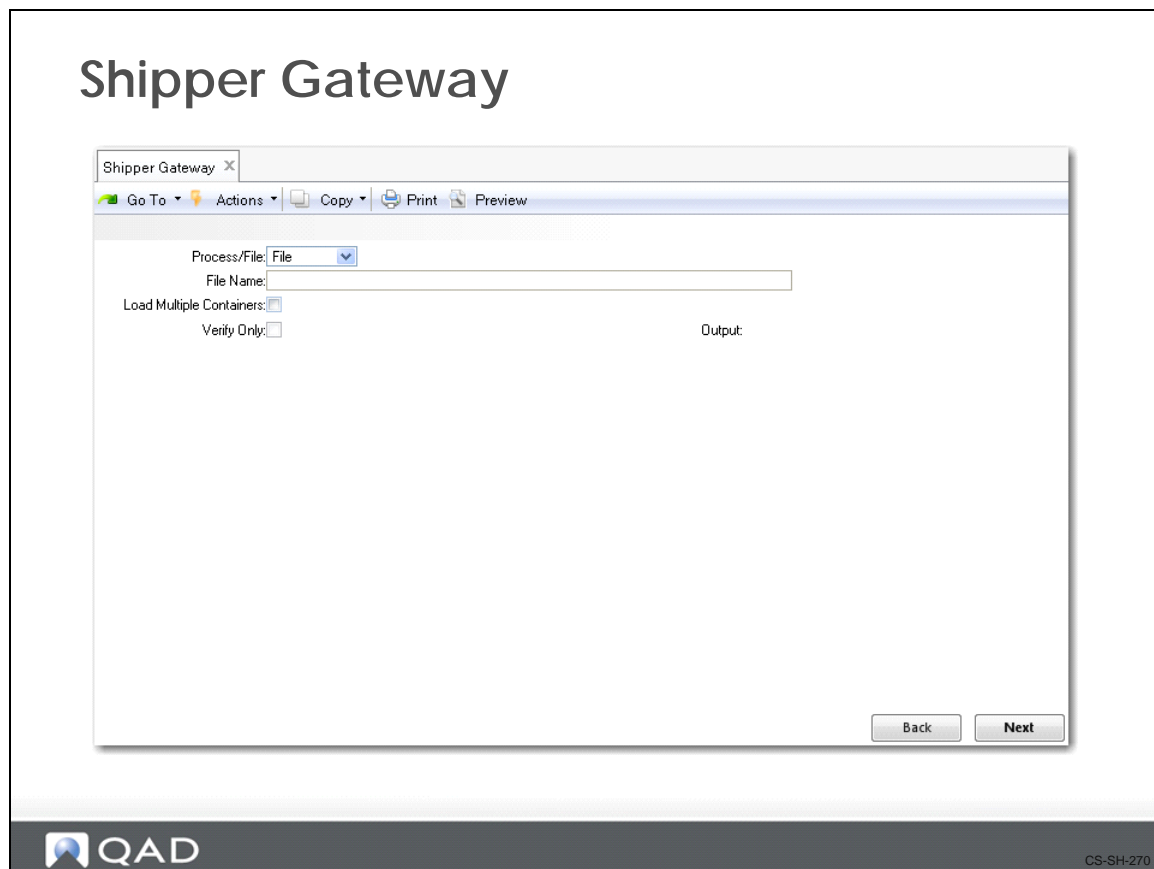 Shipper Gateway
Shipper Gateway X
Go To Actions Copy Print Preview
Process/File: File
File Name:
Load Multiple Containers:
Verify Only: Output:
Back Next
QAD
CS-SH-270